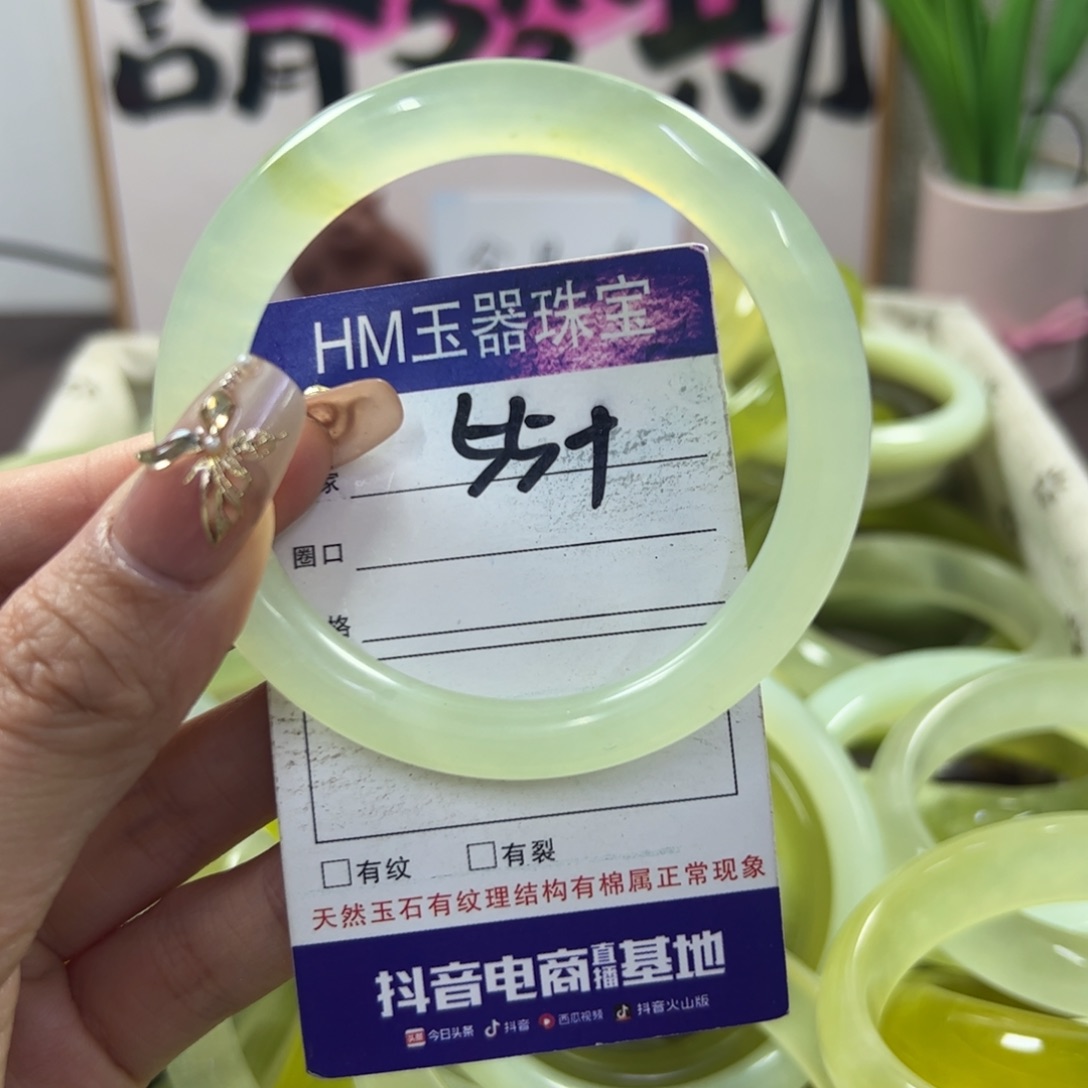 請
HM玉器珠宝
家
圈口
格
有纹 有裂
天然玉石有纹理结构有棉属正常现象
抖音电商直播基地
今日头条 抖音 西瓜视频 抖音火山版